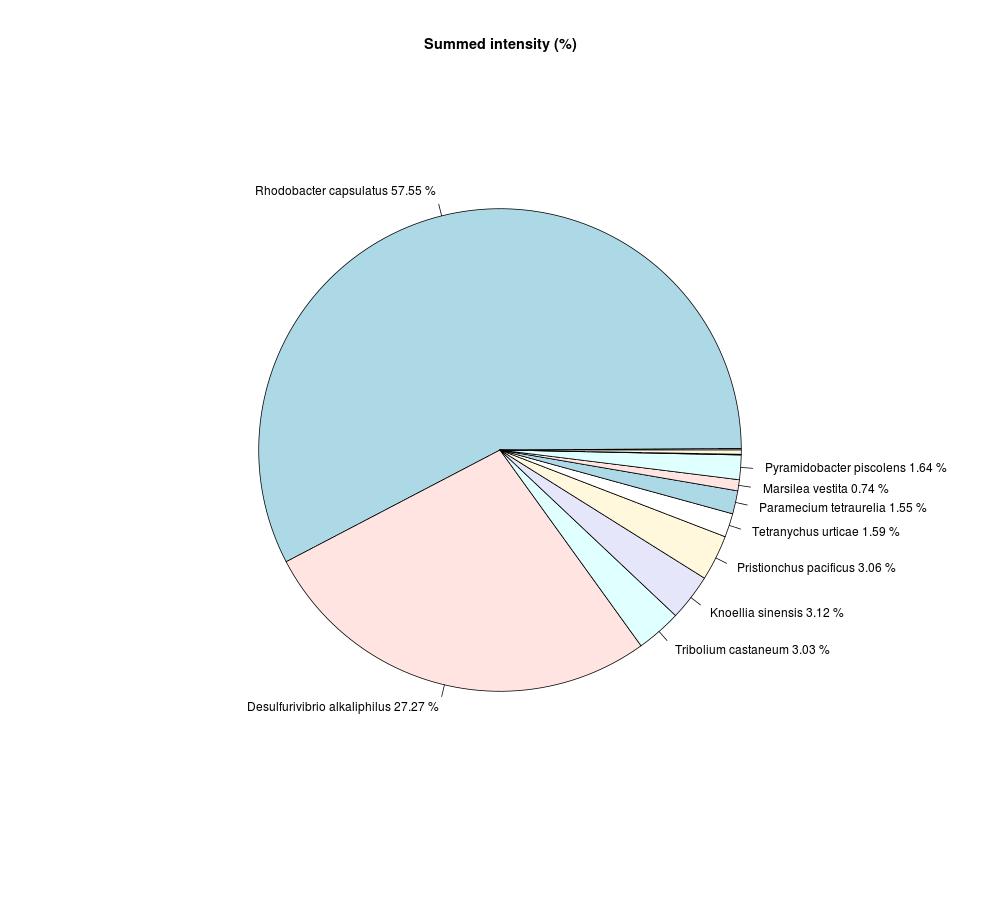 Summed intensity (%)
Rhodobacter capsulatus 57.55 %
Pyramidobacter piscolens 1.64 %
Marsilea vestita 0.74 %
Paramecium tetraurelia 1.55 %
Tetranychus urticae 1.59 %
Pristionchus pacificus 3.06 %
Knoellia sinensis 3.12 %
Tribolium castaneum 3.03 %
Desulfurivibrio alkaliphilus 27.27 %